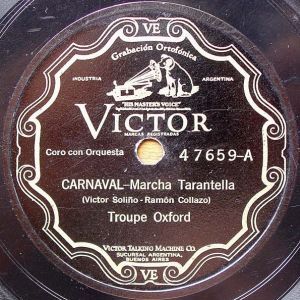 VE
Grabación Ortofónica
INDUSTRIA
ARGENTINA
"HIS MASTER'S VOICE"
VICTOR
MARCAS REGISTRADAS
Coro con Orquesta
47659-A
CARNAVAL-Marcha Tarantella
(Victor Soliño-Ramón Collazo)
Troupe Oxford
VICTOR TALKING MACHINE CO.
SUCURSAL ARGENTINA,
BUENOS AIRES
VE